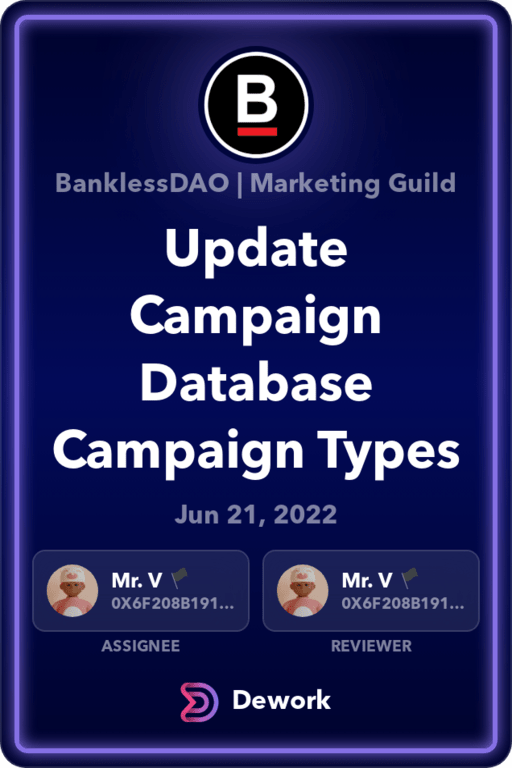 B
BanklessDAO | Marketing Guild
Update
Campaign
Database
Campaign Types
Jun 21, 2022
Mr. V 🏴 Mr. V 🏴
0X6F208B191... 0X6F208B191...
ASSIGNEE REVIEWER
Dework